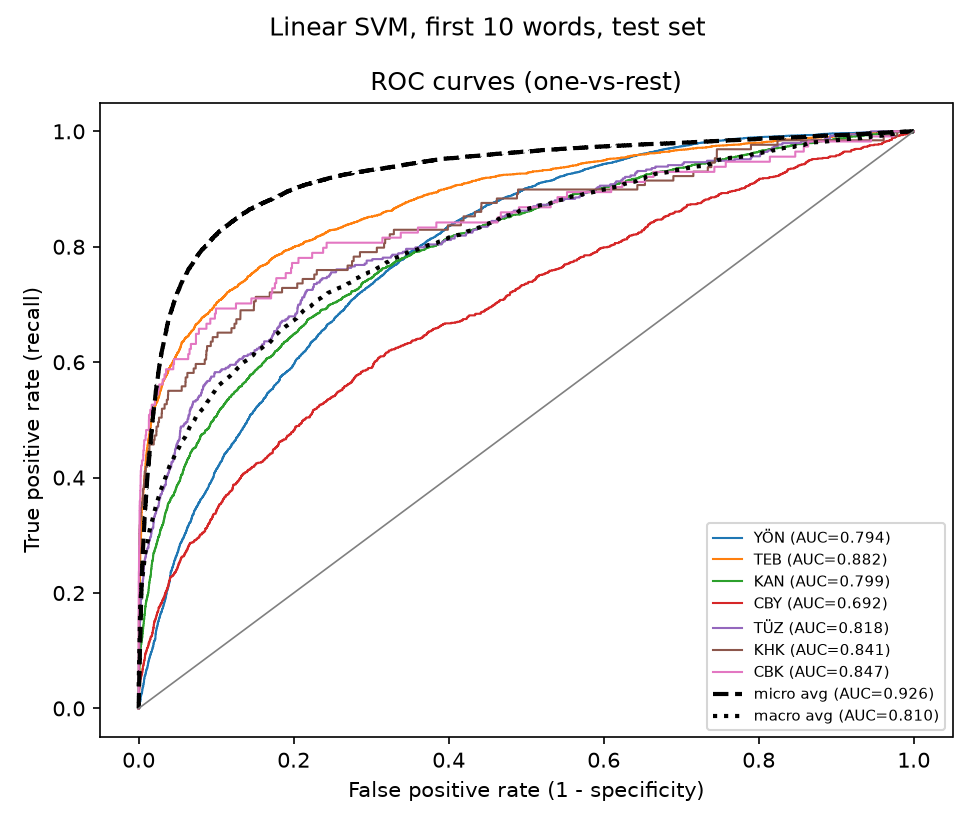 Linear SVM, first 10 words, test set
ROC curves (one-vs-rest)
True positive rate (recall)
1.0
0.8
0.6
0.4
0.2
0.0
0.0 0.2 0.4 0.6 0.8 1.0
False positive rate (1 - specificity)
YÖN (AUC=0.794)
TEB (AUC=0.882)
KAN (AUC=0.799)
CBY (AUC=0.692)
TÜZ (AUC=0.818)
KHK (AUC=0.841)
CBK (AUC=0.847)
micro avg (AUC=0.926)
macro avg (AUC=0.810)